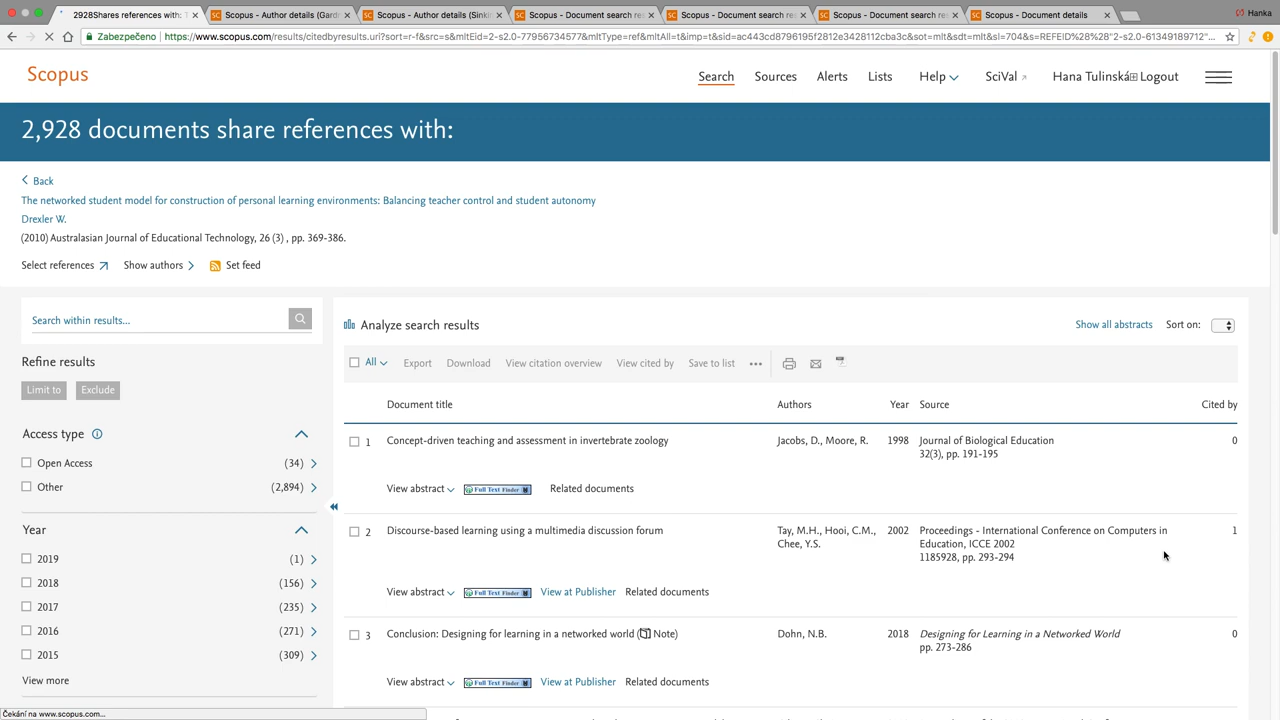 2928Shares references with: T
Scopus - Author details (Gard
Scopus - Author details (Sinki
Scopus - Document search res
Scopus - Document search res
Scopus - Document search res
Scopus - Document details
Hanka
Zabezpečeno
https://www.scopus.com/results/citedbyresults.uri?sort=r-f&src=s&mltEid=2-s2.0-77956734577&mltType=ref&mltAll=t&imp=t&sid=ac443cd8796195f2812e3428112cba3c&sot=mlt&sdt=mlt&sl=704&s=REFEID%28%28"2-s2.0-61349189712"...
Scopus
Search
Sources
Alerts
Lists
Help
SciVal
Hana Tulinská
Logout
2,928 documents share references with:
Back
The networked student model for construction of personal learning environments: Balancing teacher control and student autonomy
Drexler W.
(2010) Australasian Journal of Educational Technology, 26 (3) , pp. 369-386.
Select references
Show authors
Set feed
Search within results...
Refine results
Limit to
Exclude
Access type
Open Access (34)
Other (2,894)
Year
2019 (1)
2018 (156)
2017 (235)
2016 (271)
2015 (309)
View more
Analyze search results
Show all abstracts
Sort on:
All
Export
Download
View citation overview
View cited by
Save to list
•••
Document title
Authors
Year
Source
Cited by
1
Concept-driven teaching and assessment in invertebrate zoology
Jacobs, D., Moore, R.
1998
Journal of Biological Education
32(3), pp. 191-195
0
View abstract
Full Text Finder
Related documents
2
Discourse-based learning using a multimedia discussion forum
Tay, M.H., Hooi, C.M.,
Chee, Y.S.
2002
Proceedings - International Conference on Computers in
Education, ICCE 2002
1185928, pp. 293-294
1
View abstract
Full Text Finder
View at Publisher
Related documents
3
Conclusion: Designing for learning in a networked world ( Note)
Dohn, N.B.
2018
Designing for Learning in a Networked World
pp. 273-286
0
View abstract
Full Text Finder
View at Publisher
Related documents
Čekání na www.scopus.com...